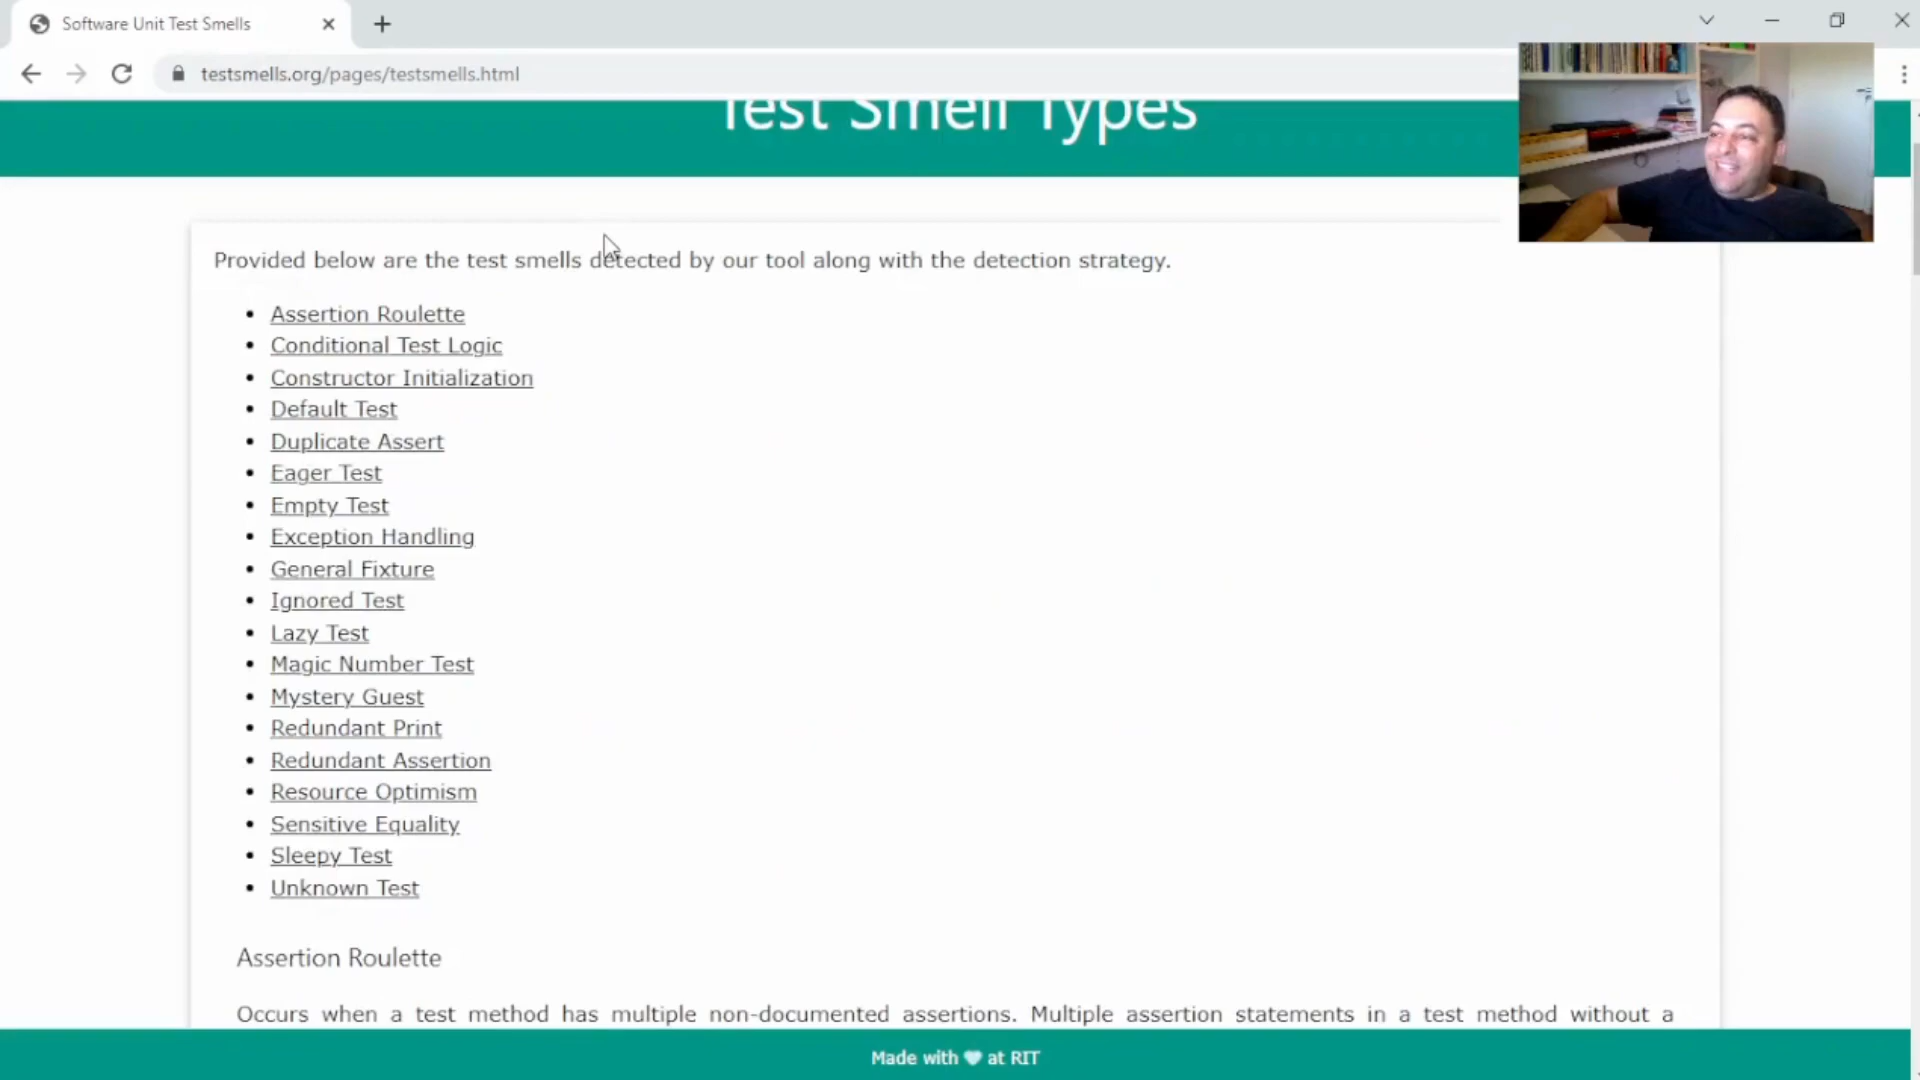 Software Unit Test Smells
testsmells.org/pages/testsmells.html
Test Smell Types
Provided below are the test smells detected by our tool along with the detection strategy.
Assertion Roulette
Conditional Test Logic
Constructor Initialization
Default Test
Duplicate Assert
Eager Test
Empty Test
Exception Handling
General Fixture
Ignored Test
Lazy Test
Magic Number Test
Mystery Guest
Redundant Print
Redundant Assertion
Resource Optimism
Sensitive Equality
Sleepy Test
Unknown Test
Assertion Roulette
Occurs when a test method has multiple non-documented assertions. Multiple assertion statements in a test method without a
Made with 🤍 at RIT